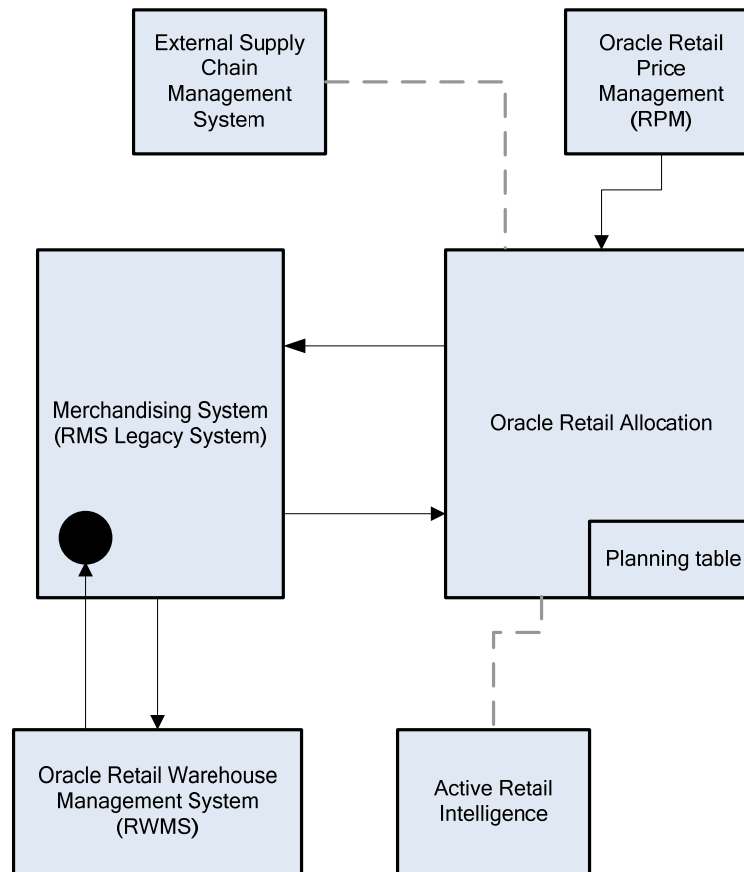 External Supply
Chain
Management
System
Oracle Retail
Price
Management
(RPM)
Merchandising System
(RMS Legacy System)
Oracle Retail Allocation
Planning table
Oracle Retail Warehouse
Management System
(RWMS)
Active Retail
Intelligence